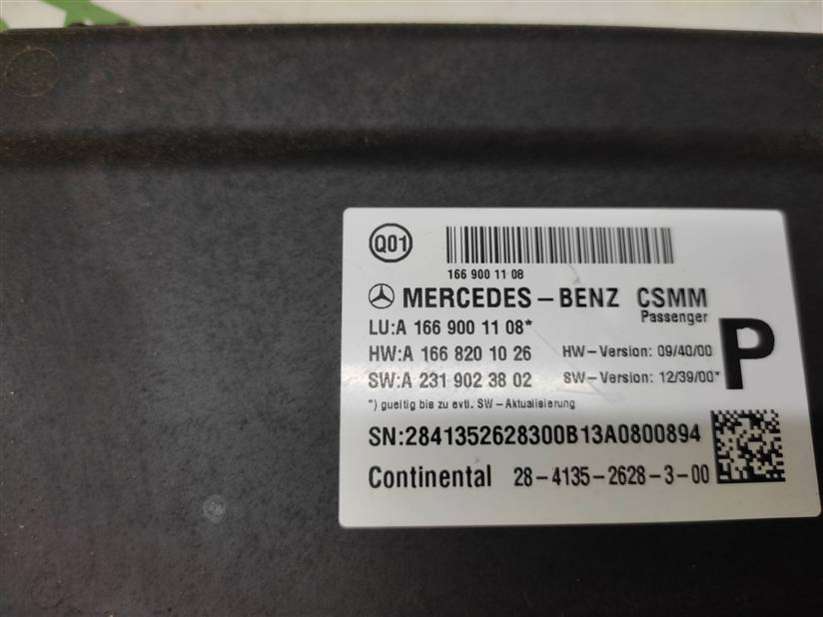 Q01
166 900 11 08
MERCEDES-BENZ CSMM
Passenger
LU:A 166 900 11 08*
HW:A 166 820 10 26 HW-Version: 09/40/00
P
SW:A 231 902 38 02 SW-Version: 12/39/00*
*) gueltig bis zu evtl. SW-Aktualisierung
SN:2841352628300B13A0800894
Continental 28-4135-2628-3-00